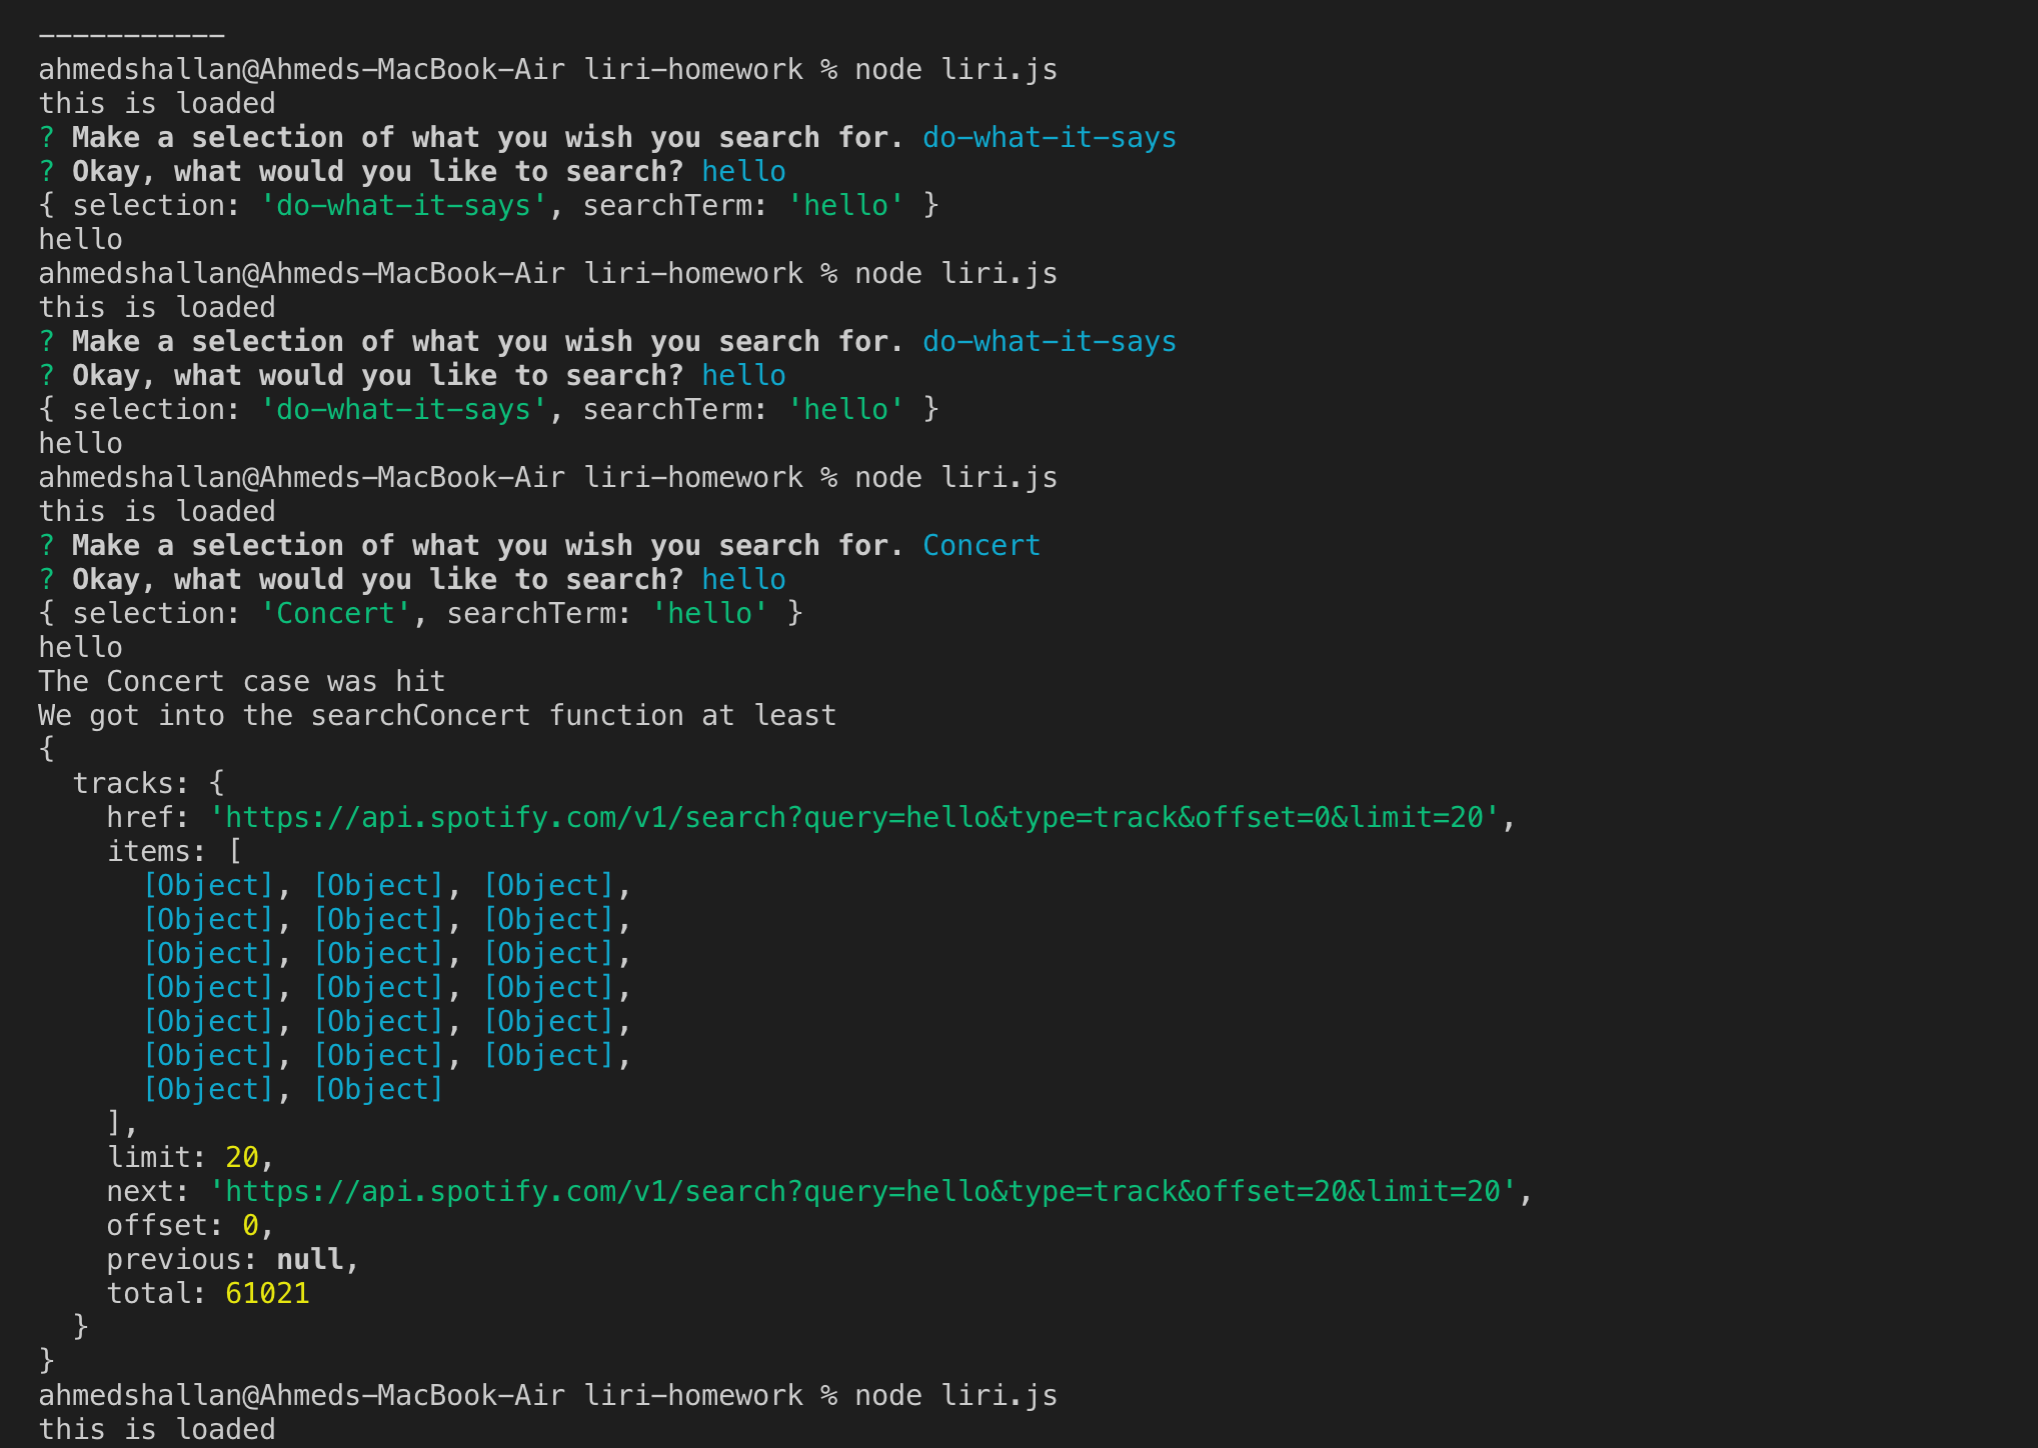 -----------
ahmedshallan@Ahmeds-MacBook-Air liri-homework % node liri.js
this is loaded
? Make a selection of what you wish you search for. do-what-it-says
? Okay, what would you like to search? hello
{ selection: 'do-what-it-says', searchTerm: 'hello' }
hello
ahmedshallan@Ahmeds-MacBook-Air liri-homework % node liri.js
this is loaded
? Make a selection of what you wish you search for. do-what-it-says
? Okay, what would you like to search? hello
{ selection: 'do-what-it-says', searchTerm: 'hello' }
hello
ahmedshallan@Ahmeds-MacBook-Air liri-homework % node liri.js
this is loaded
? Make a selection of what you wish you search for. Concert
? Okay, what would you like to search? hello
{ selection: 'Concert', searchTerm: 'hello' }
hello
The Concert case was hit
We got into the searchConcert function at least
{
  tracks: {
    href: 'https://api.spotify.com/v1/search?query=hello&type=track&offset=0&limit=20',
    items: [
      [Object], [Object], [Object],
      [Object], [Object], [Object],
      [Object], [Object], [Object],
      [Object], [Object], [Object],
      [Object], [Object], [Object],
      [Object], [Object], [Object],
      [Object], [Object]
    ],
    limit: 20,
    next: 'https://api.spotify.com/v1/search?query=hello&type=track&offset=20&limit=20',
    offset: 0,
    previous: null,
    total: 61021
  }
}
ahmedshallan@Ahmeds-MacBook-Air liri-homework % node liri.js
this is loaded